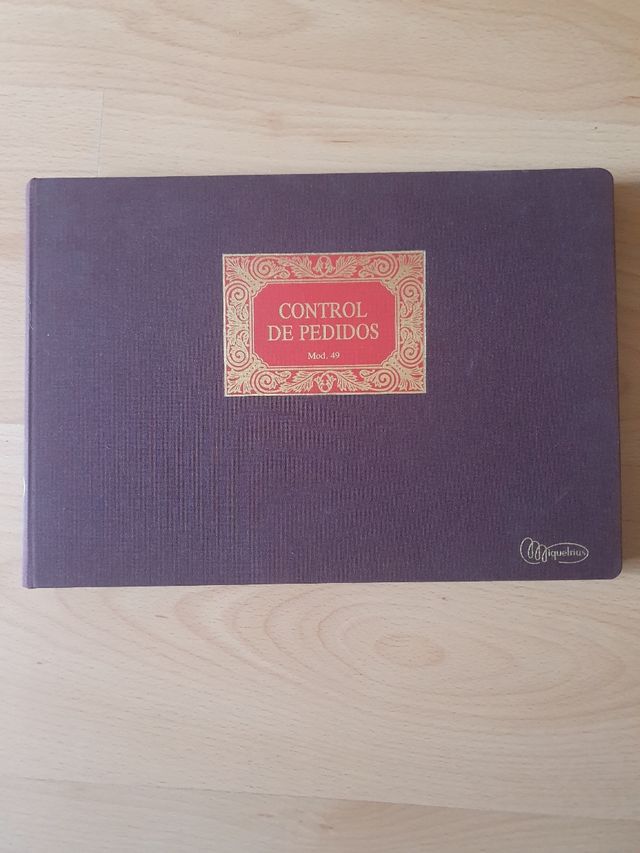 CONTROL
DE PEDIDOS
Mod. 49
Miquelrius